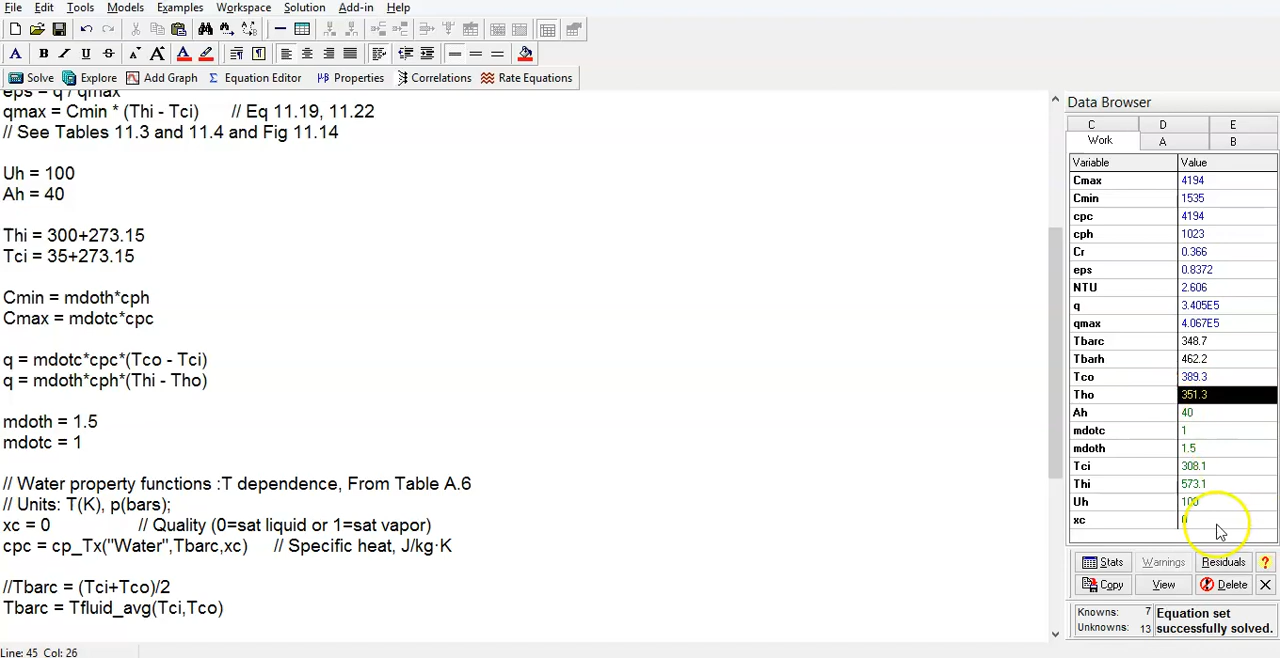 File Edit Tools Models Examples Workspace Solution Add-in Help
Solve Explore Add Graph Σ Equation Editor Properties Correlations Rate Equations
eps = q / qmax
qmax = Cmin * (Thi - Tci) // Eq 11.19, 11.22
// See Tables 11.3 and 11.4 and Fig 11.14
Uh = 100
Ah = 40
Thi = 300+273.15
Tci = 35+273.15
Cmin = mdoth*cph
Cmax = mdotc*cpc
q = mdotc*cpc*(Tco - Tci)
q = mdoth*cph*(Thi - Tho)
mdoth = 1.5
mdotc = 1
// Water property functions :T dependence, From Table A.6
// Units: T(K), p(bars);
xc = 0 // Quality (0=sat liquid or 1=sat vapor)
cpc = cp_Tx("Water",Tbarc,xc) // Specific heat, J/kg·K
//Tbarc = (Tci+Tco)/2
Tbarc = Tfluid_avg(Tci,Tco)
Line: 45 Col: 26
Data Browser
C D E
Work A B
Variable Value
Cmax 4194
Cmin 1535
cpc 4194
cph 1023
Cr 0.366
eps 0.8372
NTU 2.606
q 3.405E5
qmax 4.067E5
Tbarc 348.7
Tbarh 462.2
Tco 389.3
Tho 351.3
Ah 40
mdotc 1
mdoth 1.5
Tci 308.1
Thi 573.1
Uh 100
xc 0
Stats Warnings Residuals ?
Copy View Delete
Knowns: 7
Unknowns: 13
Equation set
successfully solved.